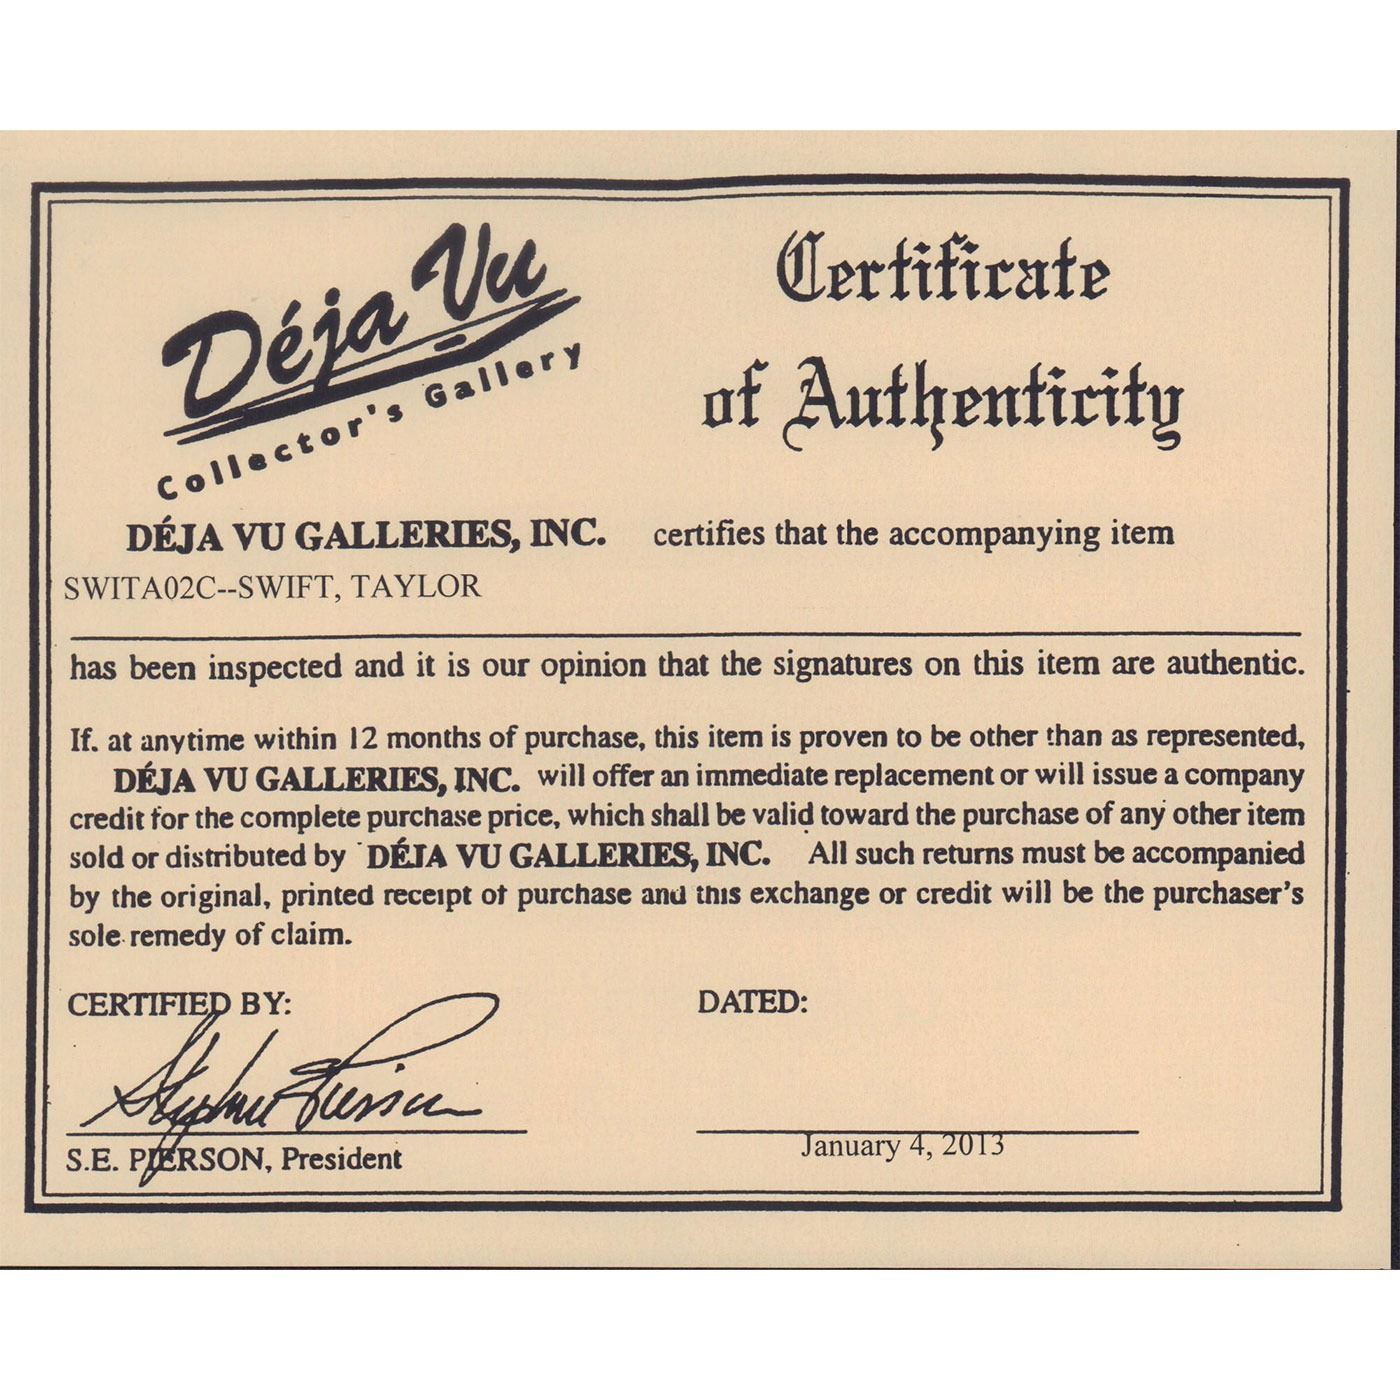 Déja Vu
Collector's Gallery
Certificate
of Authenticity
DÉJA VU GALLERIES, INC. certifies that the accompanying item
SWITA02C--SWIFT, TAYLOR
has been inspected and it is our opinion that the signatures on this item are authentic.
If. at anytime within 12 months of purchase, this item is proven to be other than as represented,
DÉJA VU GALLERIES, INC. will offer an immediate replacement or will issue a company
credit for the complete purchase price, which shall be valid toward the purchase of any other item
sold or distributed by DÉJA VU GALLERIES, INC. All such returns must be accompanied
by the original, printed receipt of purchase and this exchange or credit will be the purchaser's
sole remedy of claim.
CERTIFIED BY:
DATED:
Stephane Pierson
S.E. PIERSON, President
January 4, 2013